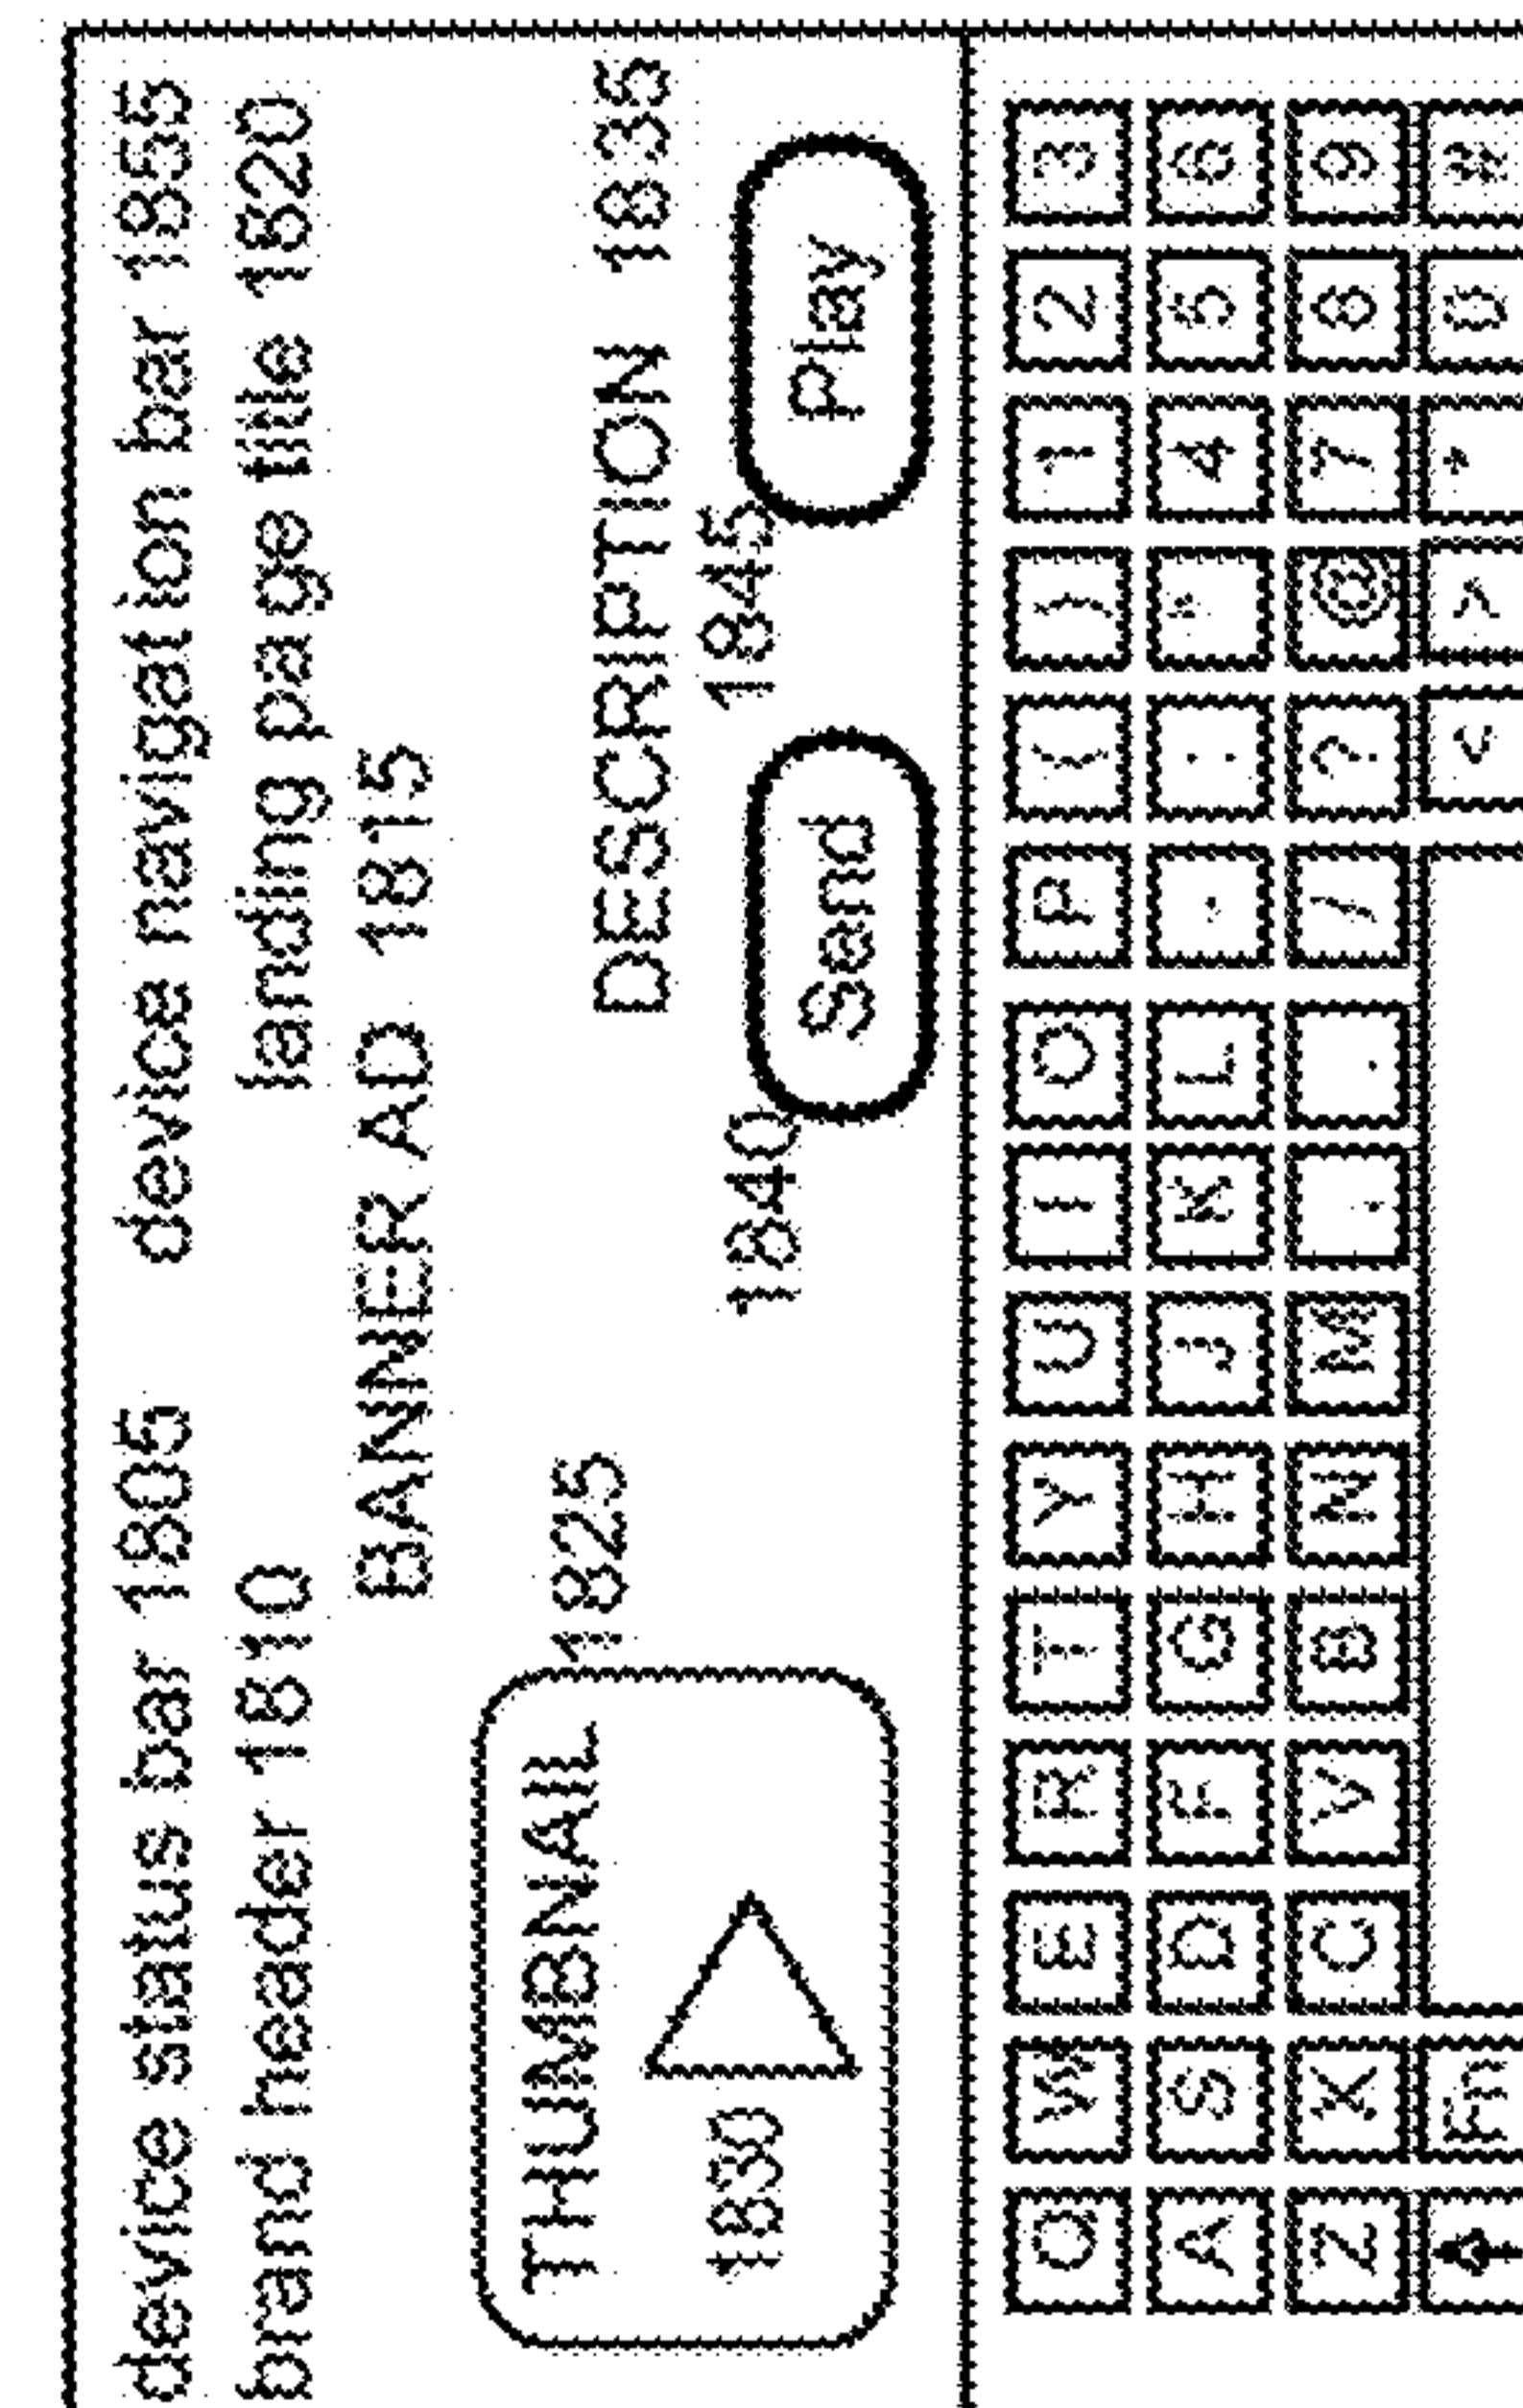 device status bar 1805 device navigation bar 1855
brand header 1810 landing page title 1820
BANNER AD 1815
THUMBNAIL 1825 DESCRIPTION 1835
1830 1840 Send 1845 Play
Q W E R T Y U I O P ( ) 1 2 3
A S D F G H J K L : " 4 5 6
Z X C V B N M / ? @ 7 8 9
Fn < > * 0 #